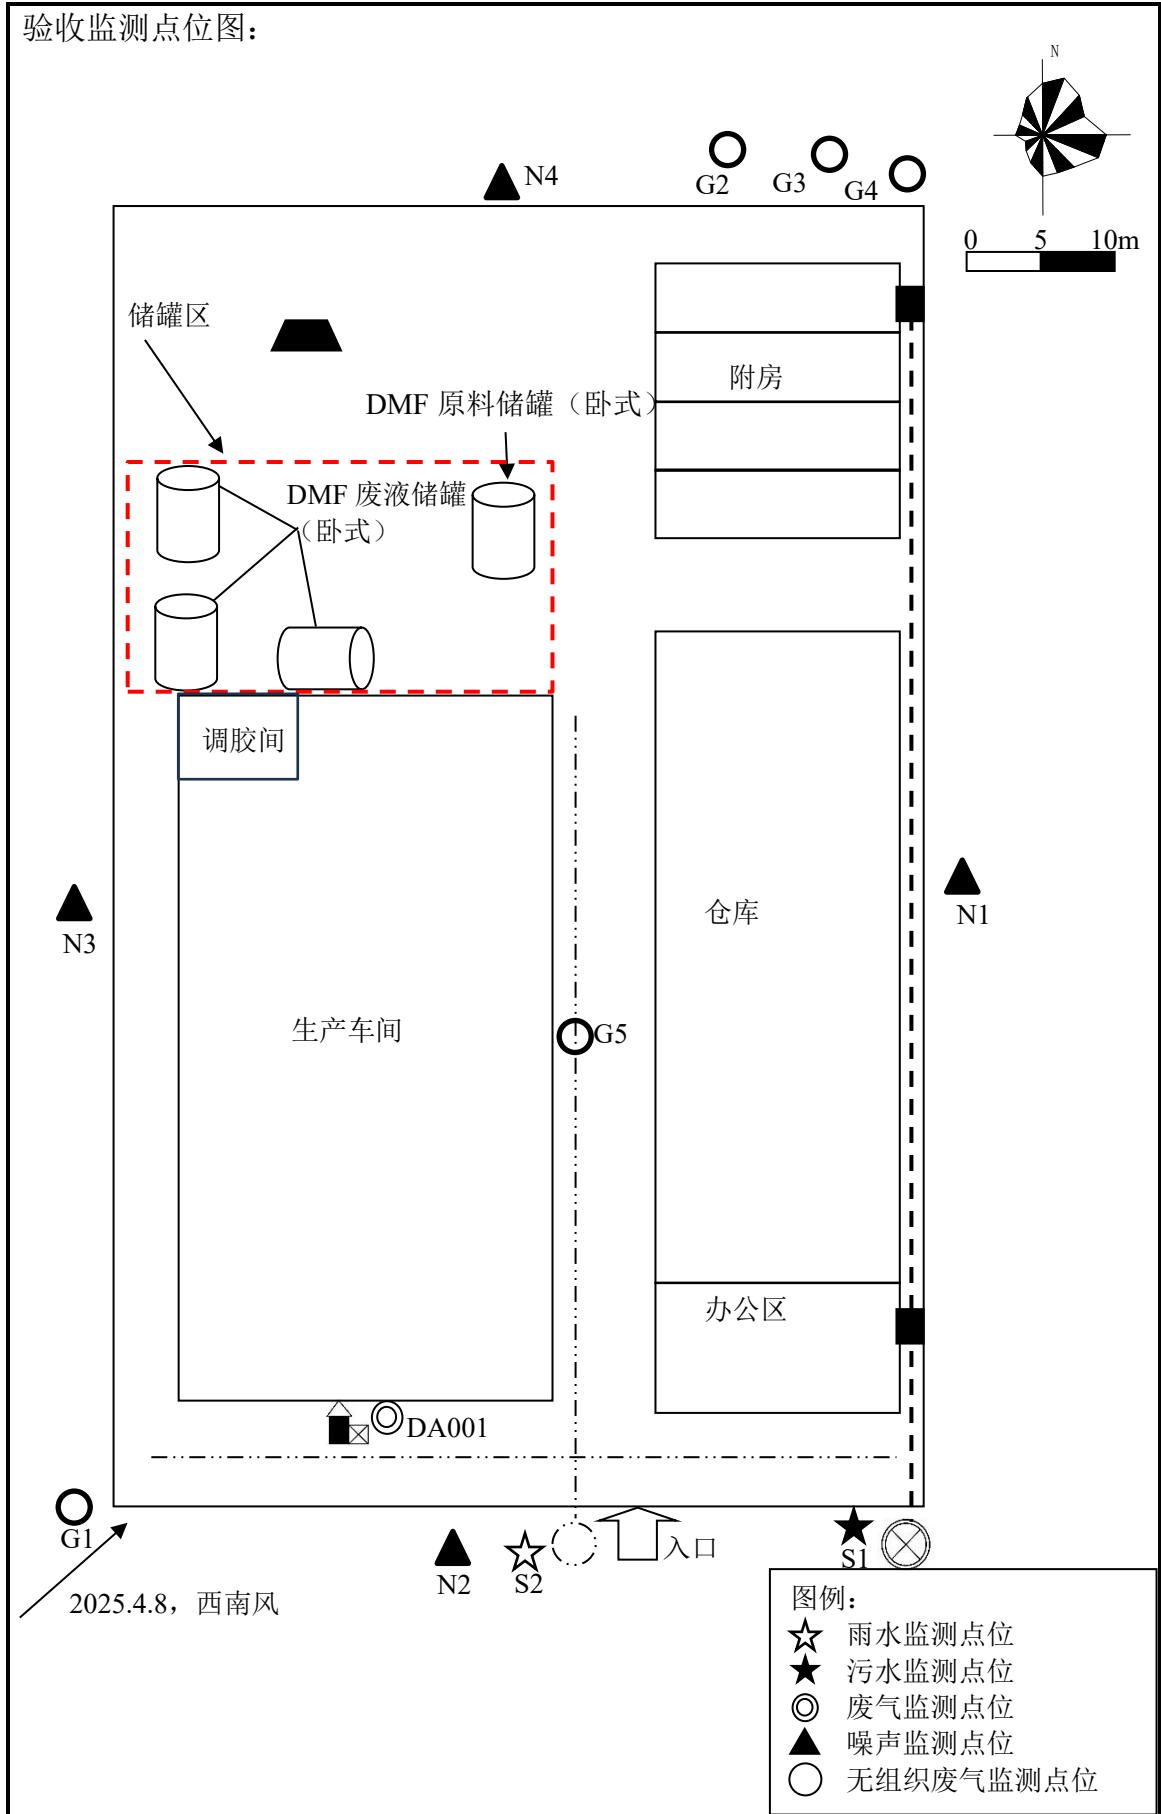 验收监测点位图：
N
N4
G2
G3
G4
0 5 10m
储罐区
附房
DMF 原料储罐（卧式）
DMF 废液储罐
（卧式）
调胶间
仓库
N3
N1
生产车间
G5
办公区
DA001
G1
N2
S2
入口
S1
2025.4.8，西南风
图例：
雨水监测点位
污水监测点位
废气监测点位
噪声监测点位
无组织废气监测点位